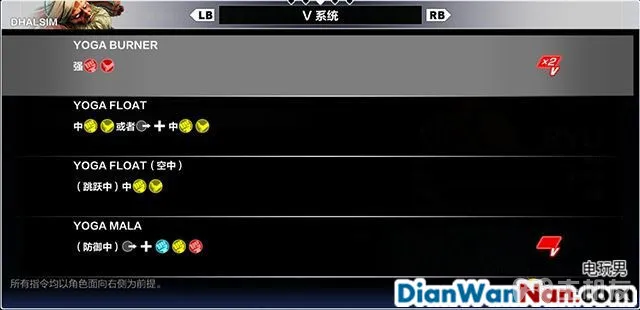 DHALSIM
LB V 系统 RB
YOGA BURNER
强
×2
V
YOGA FLOAT
中 或者 + 中
YOGA FLOAT（空中）
（跳跃中）中
YOGA MALA
（防御中） +
V
所有指令均以角色面向右侧为前提。
电玩男
DianWanNan.com